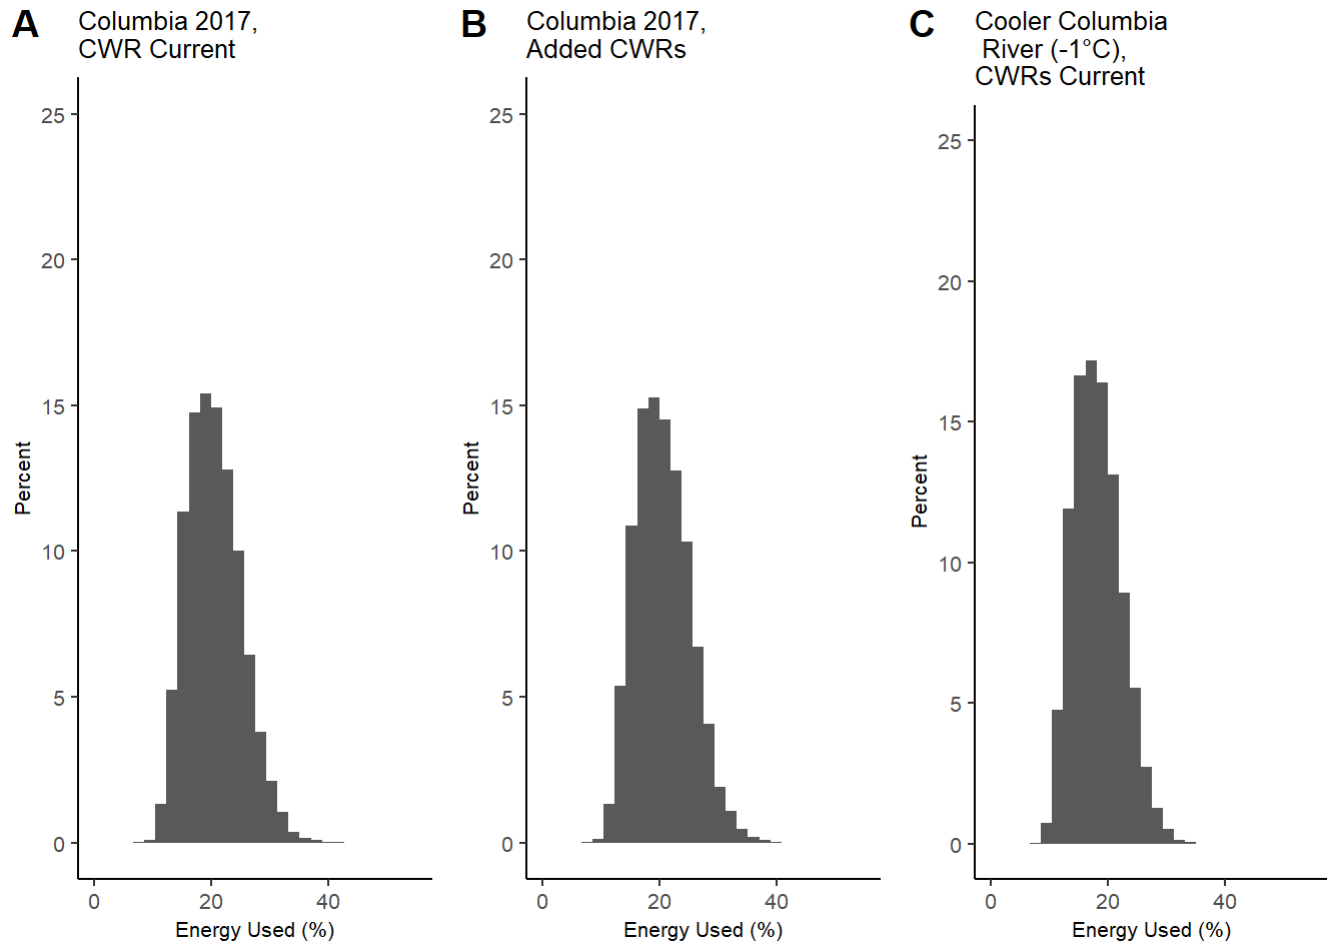 A
Columbia 2017,
CWR Current
25
20
15
10
5
0
Percent
0 20 40
Energy Used (%)
B
Columbia 2017,
Added CWRs
25
20
15
10
5
0
Percent
0 20 40
Energy Used (%)
C
Cooler Columbia
River (-1°C),
CWRs Current
25
20
15
10
5
0
Percent
0 20 40
Energy Used (%)